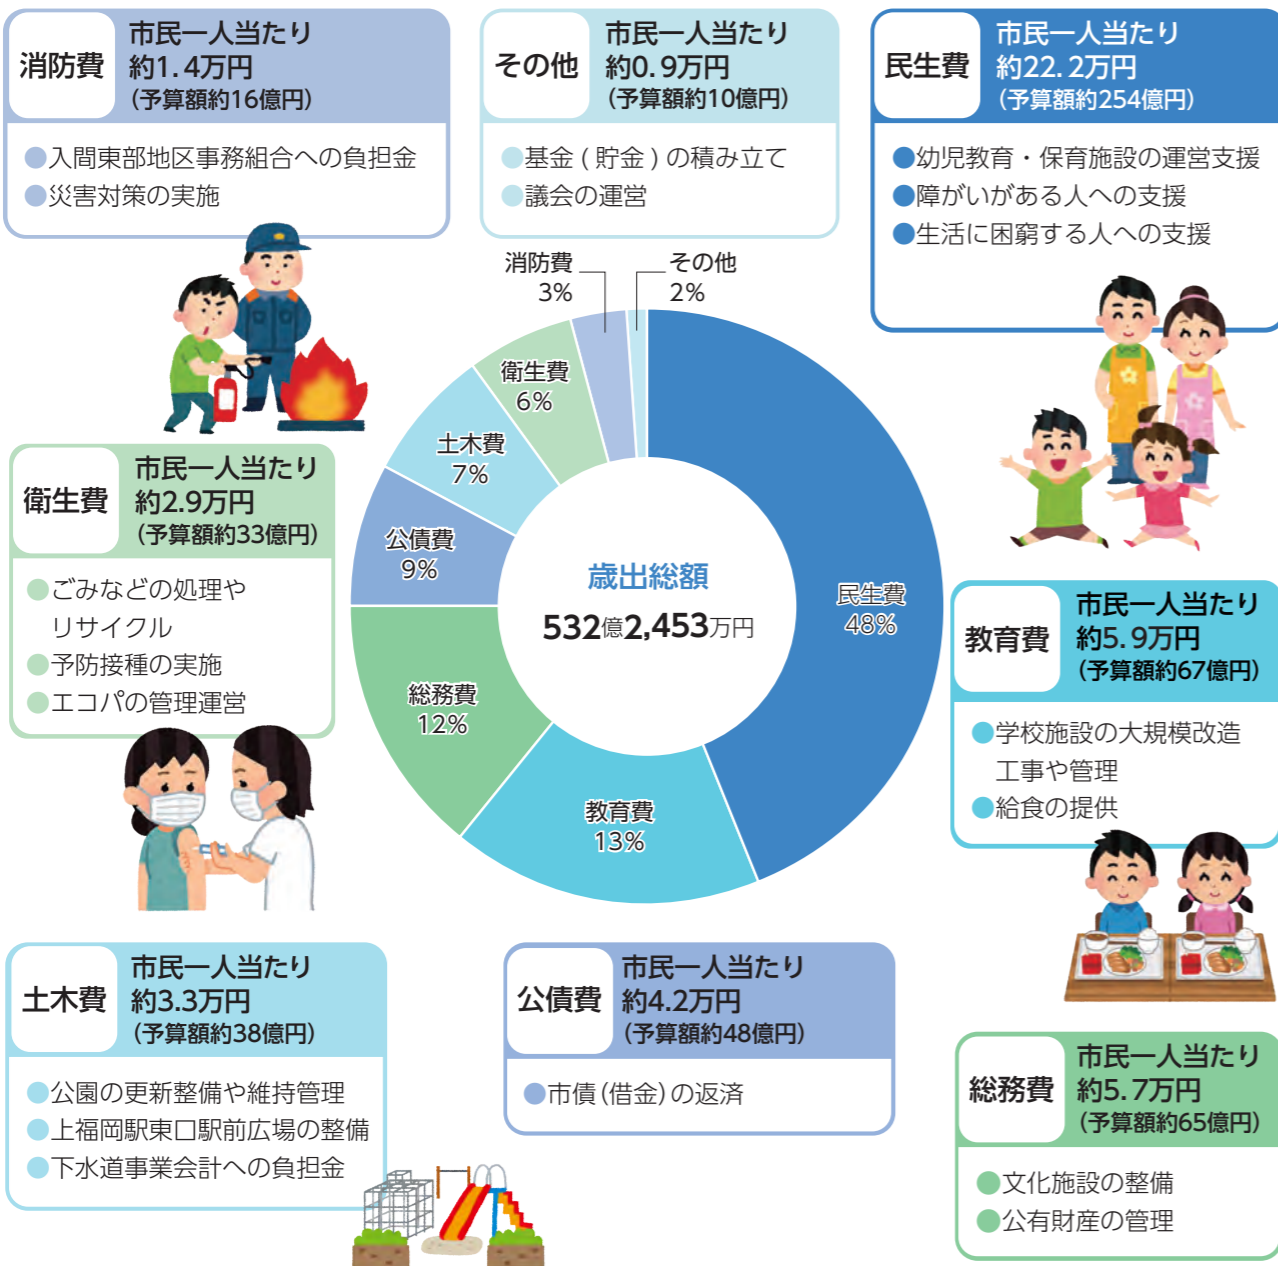 消防費
市民一人当たり
約1.4万円
(予算額約16億円)
●入間東部地区事務組合への負担金
●災害対策の実施
その他
市民一人当たり
約0.9万円
(予算額約10億円)
●基金(貯金)の積み立て
●議会の運営
民生費
市民一人当たり
約22.2万円
(予算額約254億円)
●幼児教育・保育施設の運営支援
●障がいがある人への支援
●生活に困窮する人への支援
消防費
3%
その他
2%
衛生費
6%
土木費
7%
公債費
9%
総務費
12%
教育費
13%
民生費
48%
歳出総額
532億2,453万円
衛生費
市民一人当たり
約2.9万円
(予算額約33億円)
●ごみなどの処理や
リサイクル
●予防接種の実施
●エコパの管理運営
教育費
市民一人当たり
約5.9万円
(予算額約67億円)
●学校施設の大規模改造
工事や管理
●給食の提供
土木費
市民一人当たり
約3.3万円
(予算額約38億円)
●公園の更新整備や維持管理
●上福岡駅東口駅前広場の整備
●下水道事業会計への負担金
公債費
市民一人当たり
約4.2万円
(予算額約48億円)
●市債(借金)の返済
総務費
市民一人当たり
約5.7万円
(予算額約65億円)
●文化施設の整備
●公有財産の管理